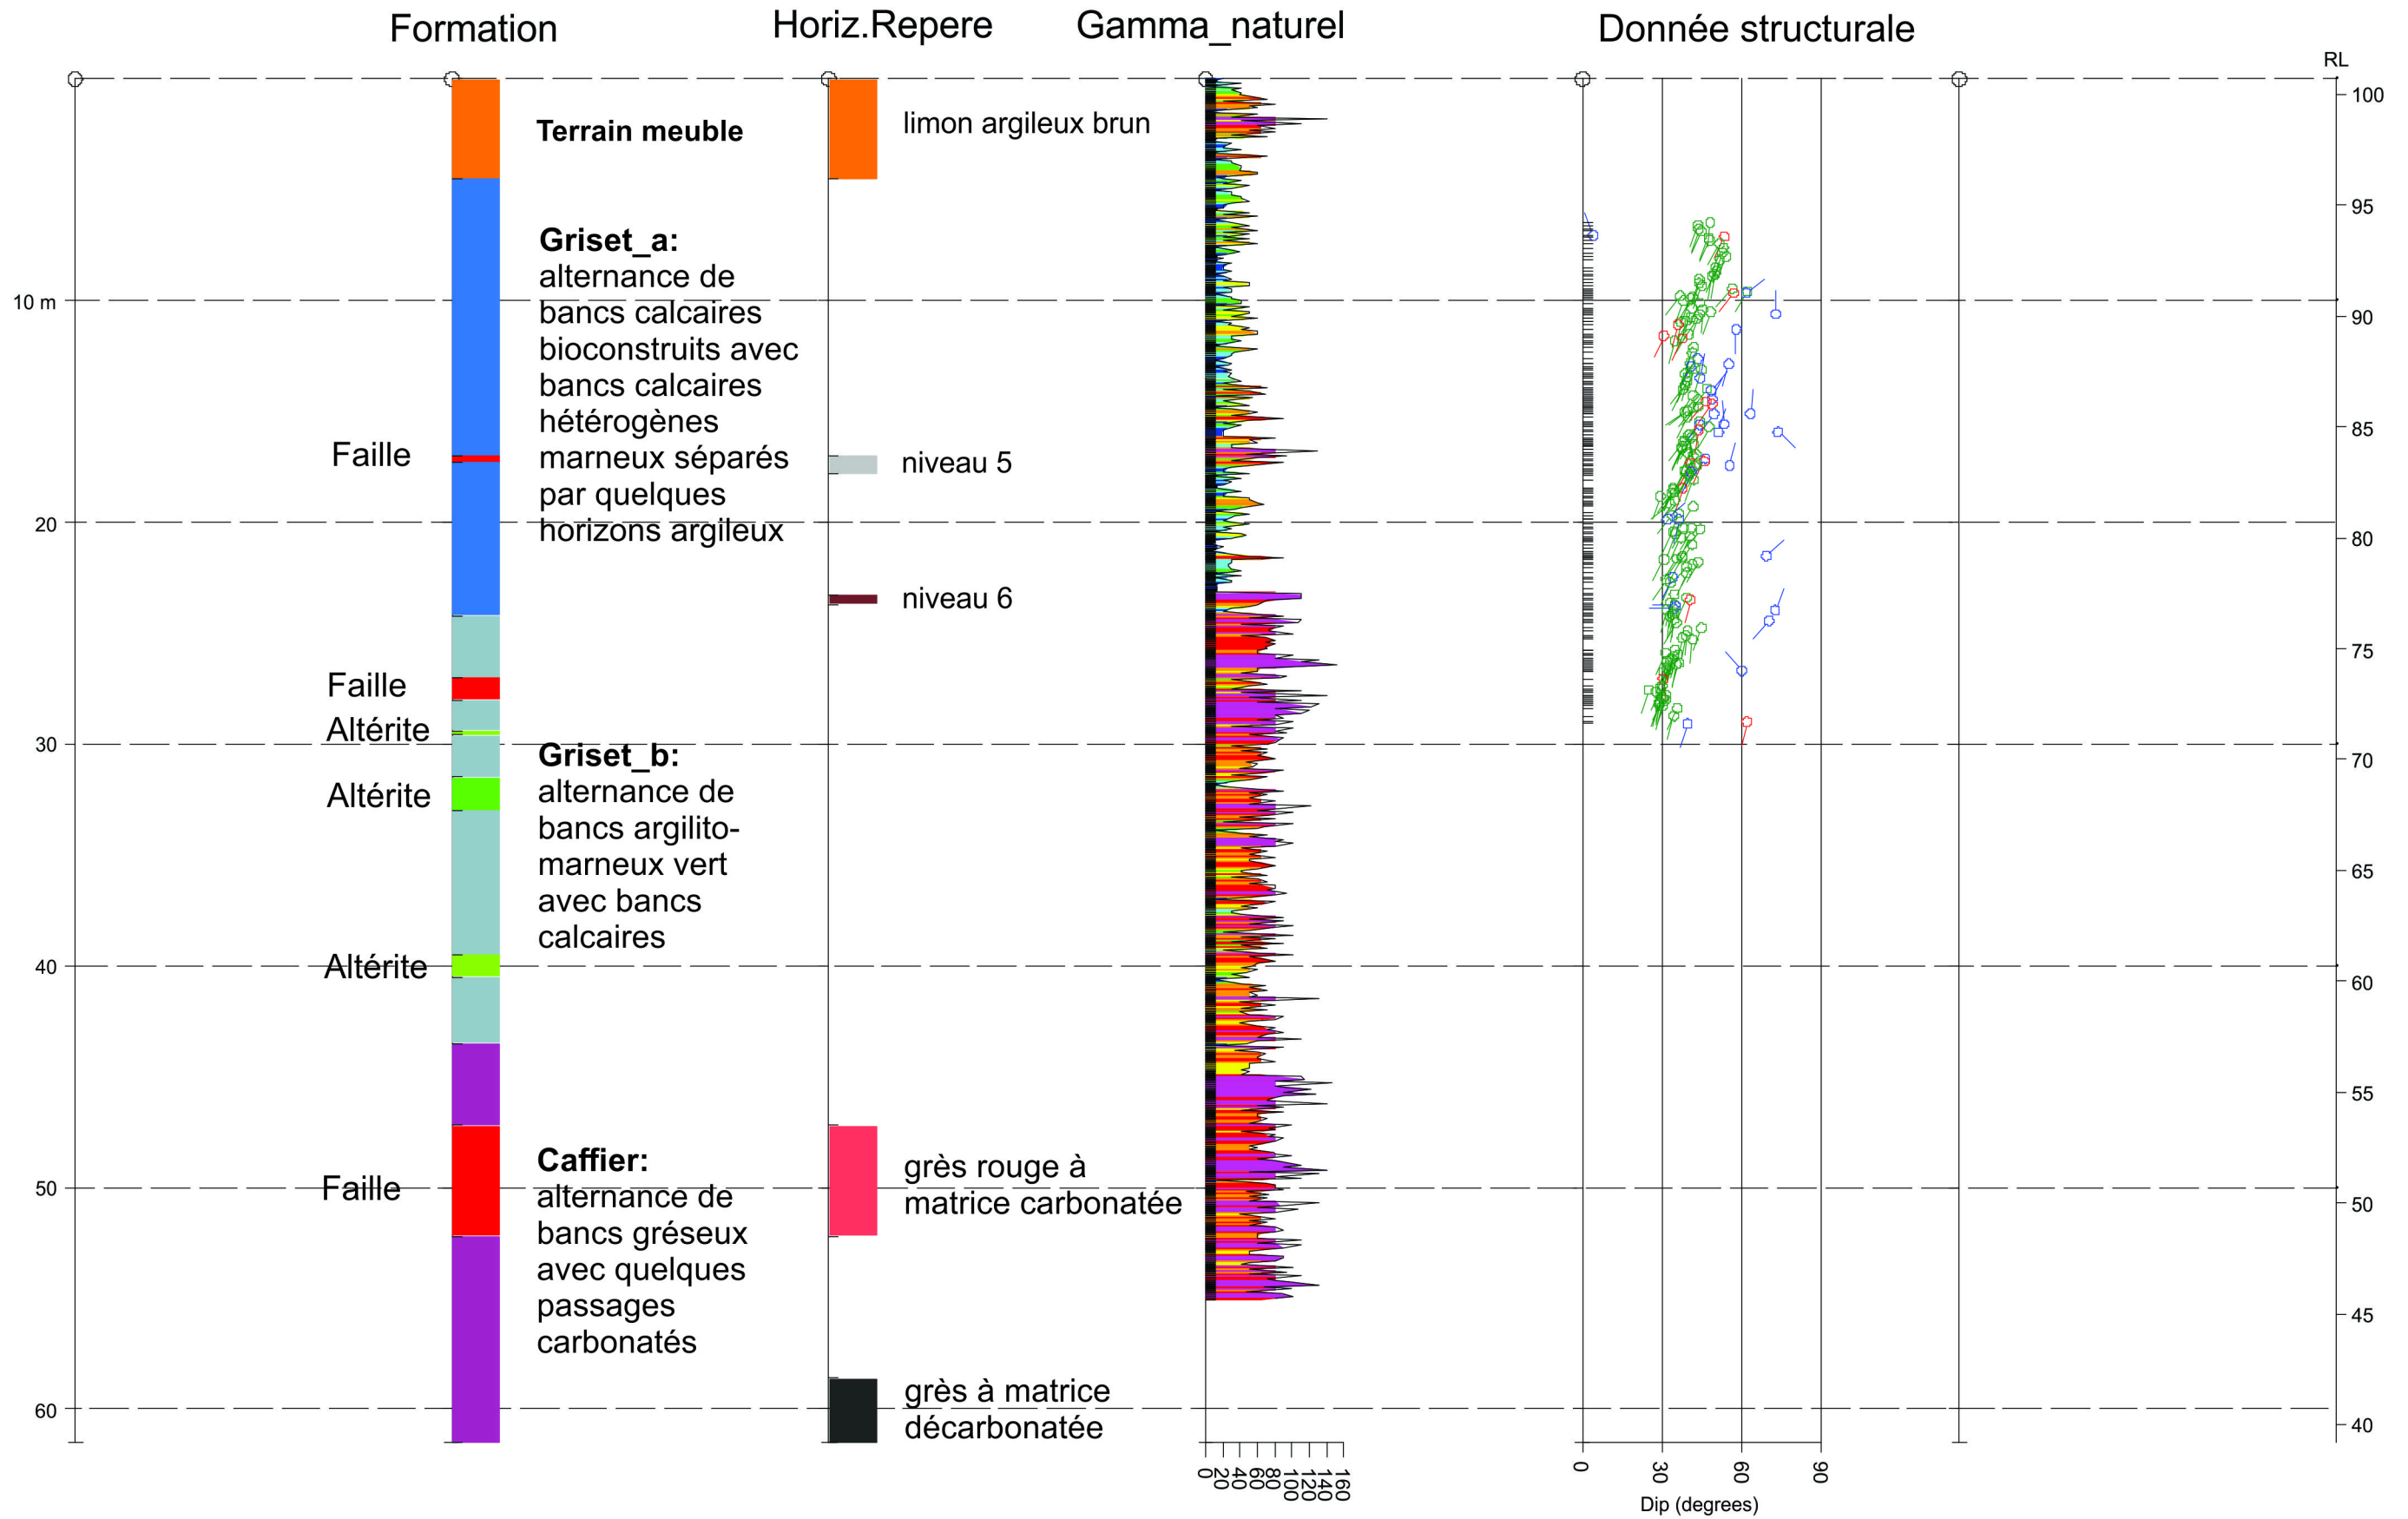 Formation
Horiz.Repere
Gamma_naturel
Donnée structurale
RL
Terrain meuble
limon argileux brun
Griset_a:
alternance de
bancs calcaires
bioconstruits avec
bancs calcaires
hétérogènes
marneux séparés
par quelques
horizons argileux
Faille
niveau 5
niveau 6
Faille
Altérite
Altérite
Altérite
Griset_b:
alternance de
bancs argilito-
marneux vert
avec bancs
calcaires
Faille
Caffier:
alternance de
bancs gréseux
avec quelques
passages
carbonatés
grès rouge à
matrice carbonatée
grès à matrice
décarbonatée
10 m
20
30
40
50
60
100
95
90
85
80
75
70
65
60
55
50
45
40
0
20
40
60
80
100
120
140
160
0
30
60
90
Dip (degrees)